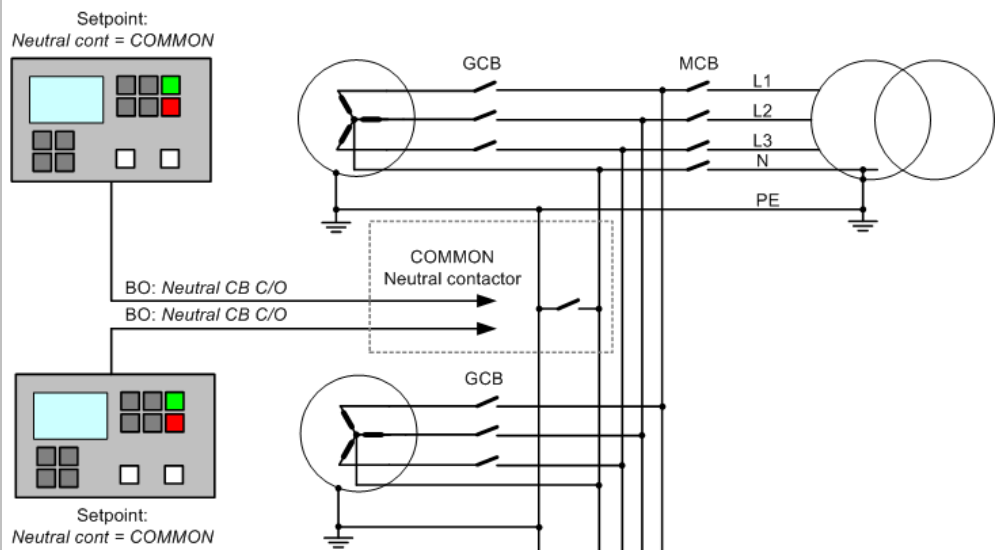 Setpoint:
Neutral cont = COMMON
GCB
MCB
L1
L2
L3
N
PE
COMMON
Neutral contactor
BO: Neutral CB C/O
BO: Neutral CB C/O
GCB
Setpoint:
Neutral cont = COMMON